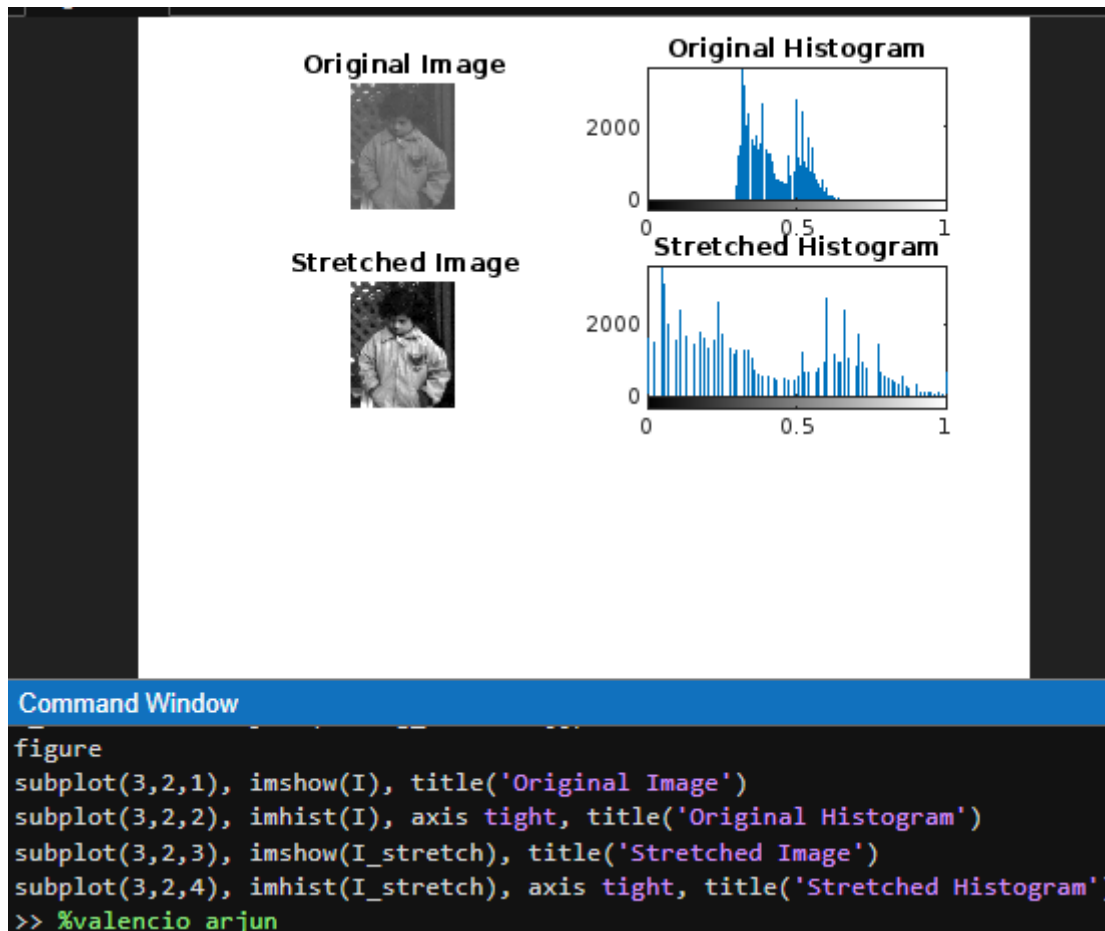 Original Image
Original Histogram
2000
0
0 0.5 1
Stretched Image
Stretched Histogram
2000
0
0 0.5 1
Command Window
figure
subplot(3,2,1), imshow(I), title('Original Image')
subplot(3,2,2), imhist(I), axis tight, title('Original Histogram')
subplot(3,2,3), imshow(I_stretch), title('Stretched Image')
subplot(3,2,4), imhist(I_stretch), axis tight, title('Stretched Histogram')
>> %valencio arjun